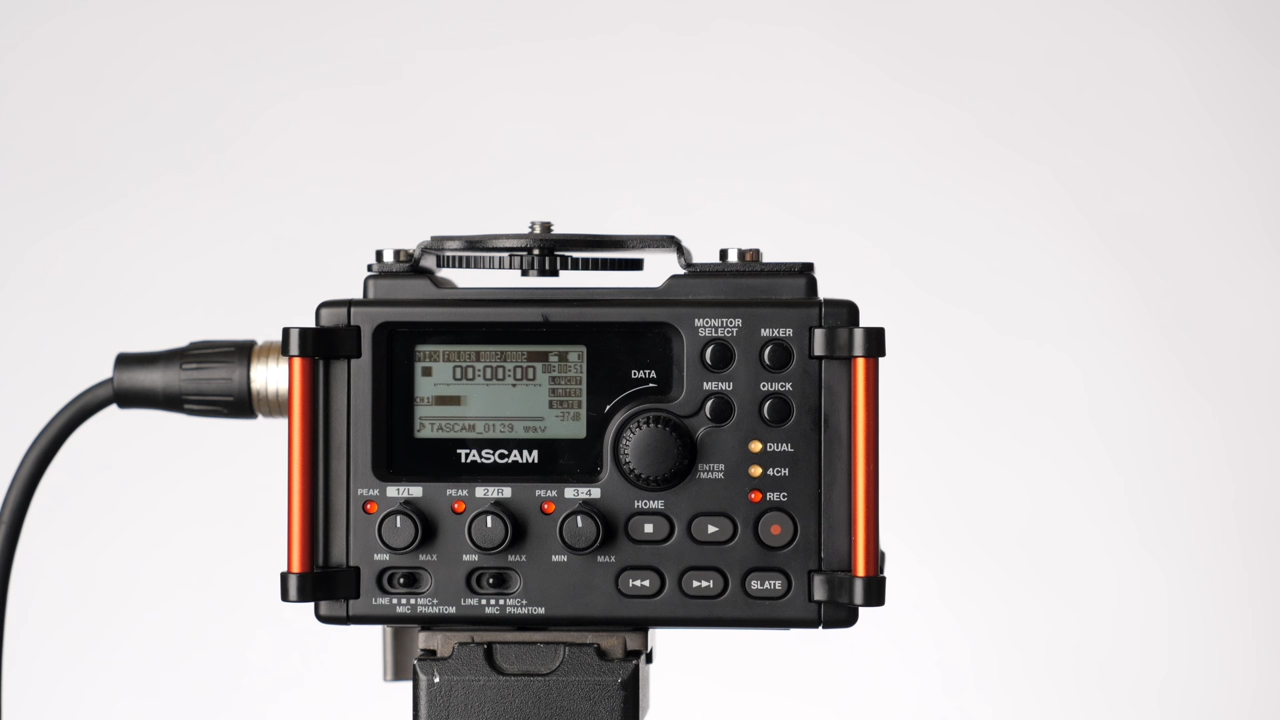 MONITOR SELECT
MIXER
MIX FOLDER 0002/0002
00:00:00
00:00:51
LOWCUT
LIMITER
SLATE
CH1
-37dB
TASCAM_0129.wav
TASCAM
DATA
MENU
QUICK
DUAL
4CH
REC
ENTER
/MARK
HOME
PEAK 1/L
PEAK 2/R
PEAK 3-4
MIN MAX
MIN MAX
MIN MAX
SLATE
LINE MIC+
MIC PHANTOM
LINE MIC+
MIC PHANTOM